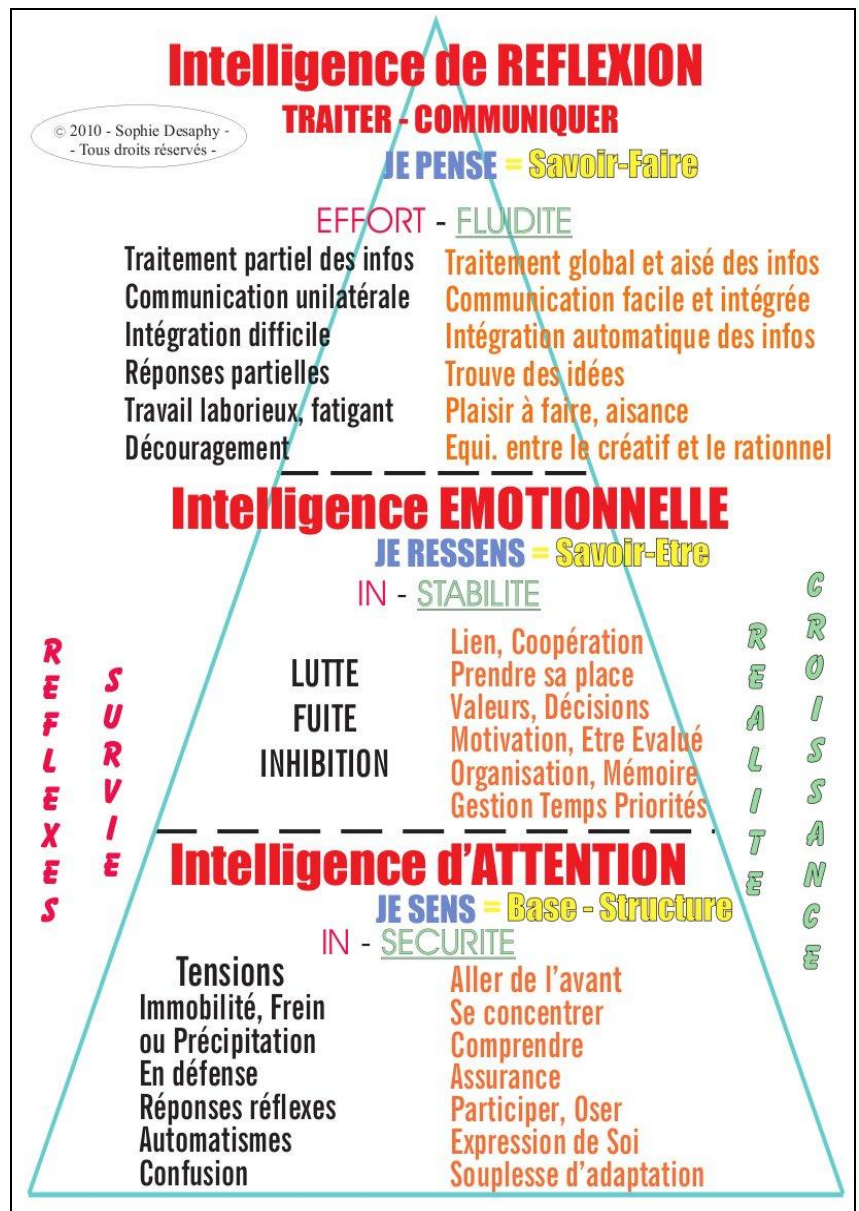 Intelligence de REFLEXION
TRAITER - COMMUNIQUER
© 2010 - Sophie Desaphy -
- Tous droits réservés -
JE PENSE = Savoir-Faire
EFFORT - FLUIDITE
Traitement partiel des infos
Communication unilatérale
Intégration difficile
Réponses partielles
Travail laborieux, fatigant
Découragement
Traitement global et aisé des infos
Communication facile et intégrée
Intégration automatique des infos
Trouve des idées
Plaisir à faire, aisance
Equi. entre le créatif et le rationnel
Intelligence EMOTIONNELLE
JE RESSENS = Savoir-Etre
IN - STABILITE
LUTTE
FUITE
INHIBITION
Lien, Coopération
Prendre sa place
Valeurs, Décisions
Motivation, Etre Evalué
Organisation, Mémoire
Gestion Temps Priorités
REFLEXES
SURVIE
REALITE
CROISSANCE
Intelligence d'ATTENTION
JE SENS = Base - Structure
IN - SECURITE
Tensions
Immobilité, Frein
ou Précipitation
En défense
Réponses réflexes
Automatismes
Confusion
Aller de l'avant
Se concentrer
Comprendre
Assurance
Participer, Oser
Expression de Soi
Souplesse d'adaptation